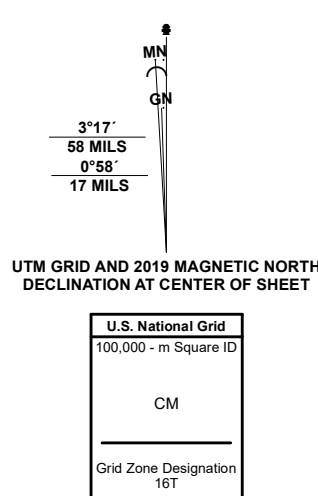 MN
GN
3°17´
58 MILS
0°58´
17 MILS
UTM GRID AND 2019 MAGNETIC NORTH
DECLINATION AT CENTER OF SHEET
U.S. National Grid
100,000 - m Square ID
CM
Grid Zone Designation
16T